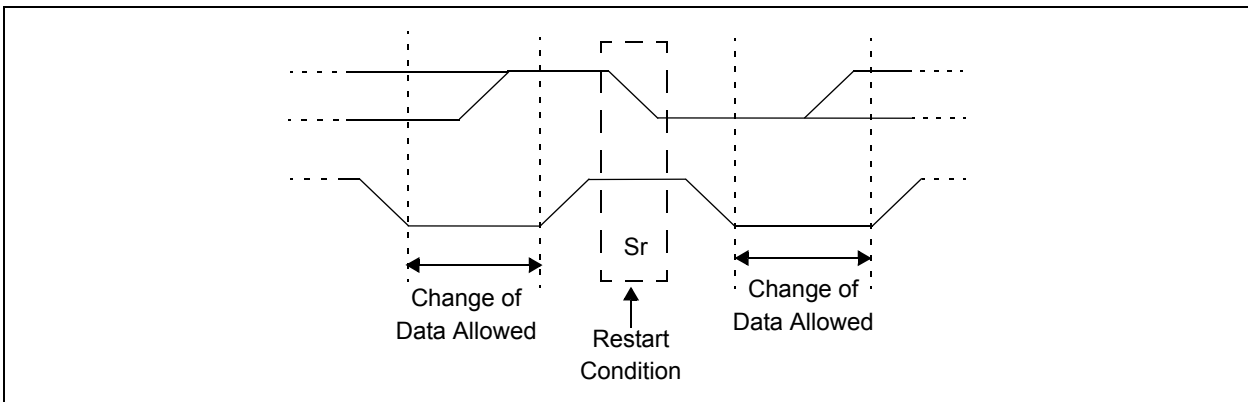 Sr
Change of
Data Allowed
Restart
Condition
Change of
Data Allowed